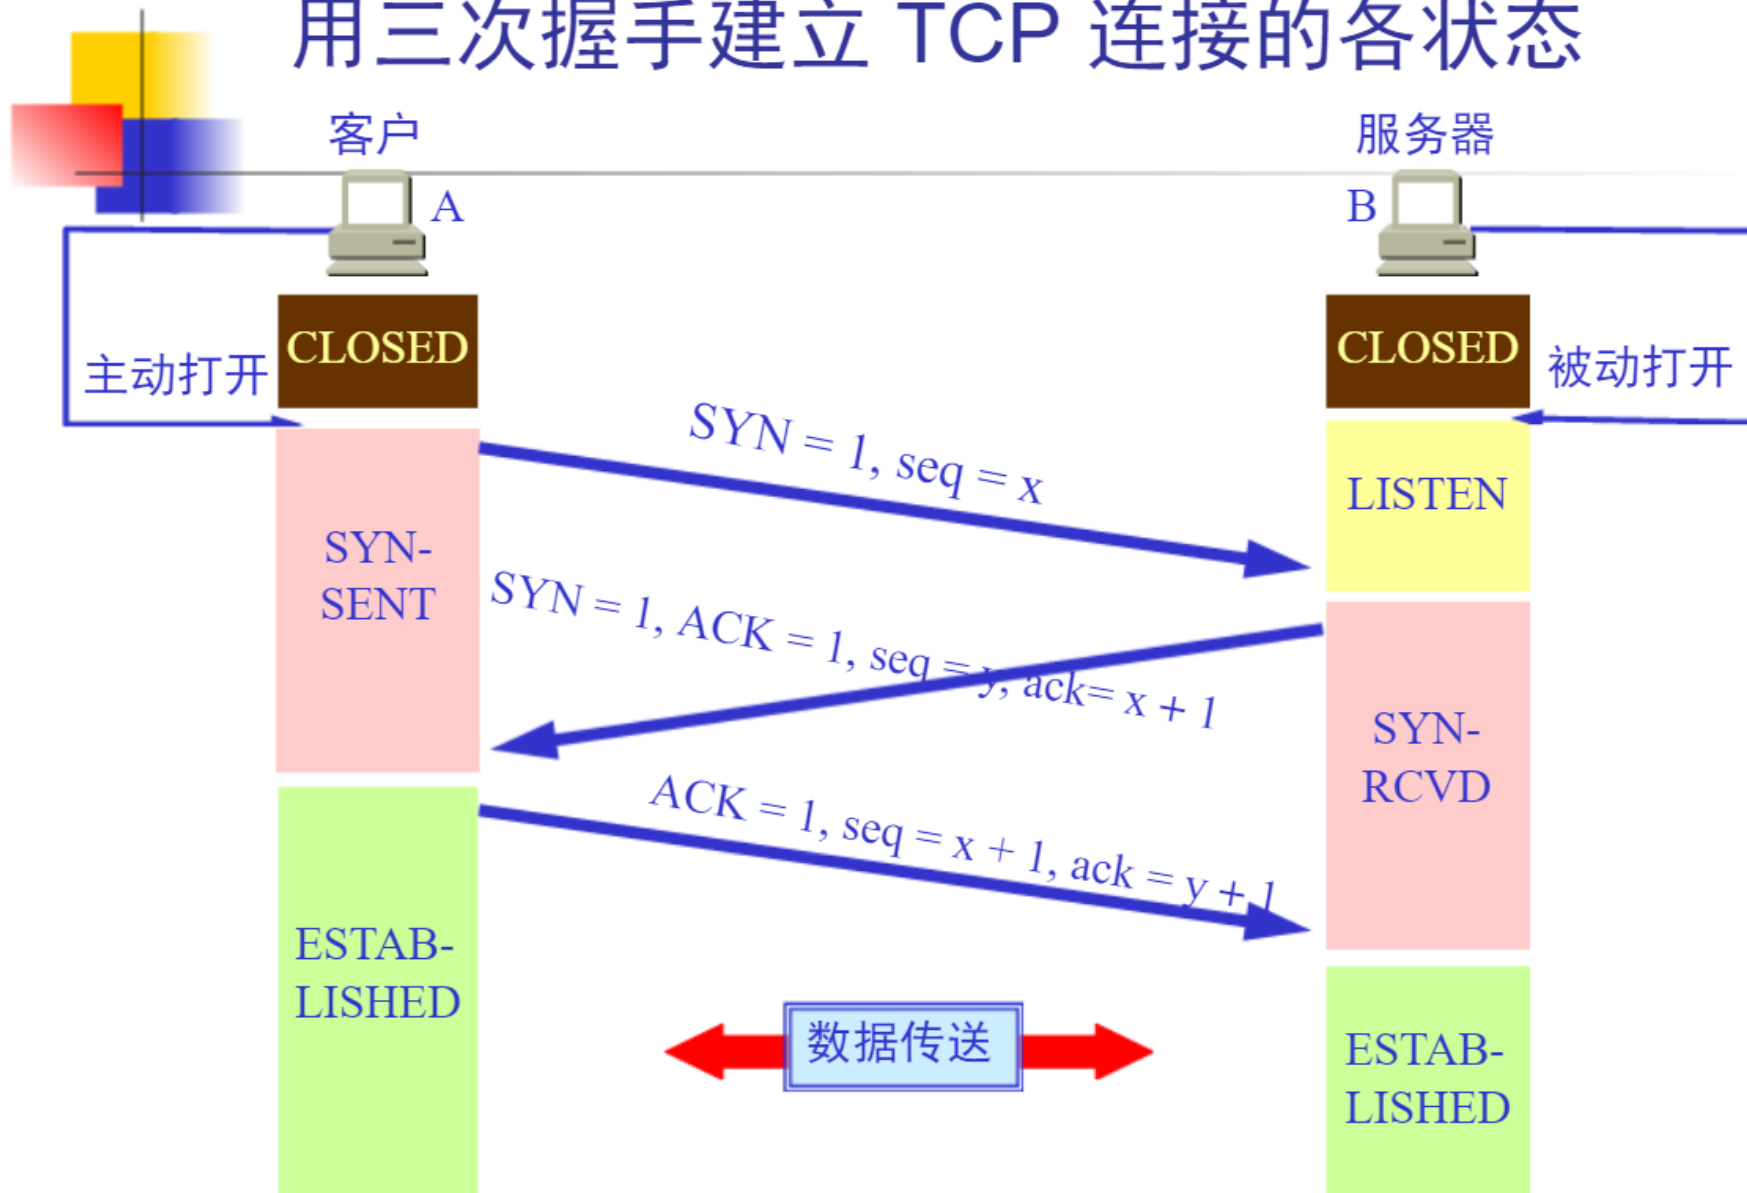 用三次握手建立 TCP 连接的各状态
客户
服务器
A
B
CLOSED
CLOSED
主动打开
被动打开
SYN = 1, seq = x
LISTEN
SYN-
SENT
SYN = 1, ACK = 1, seq = y, ack= x + 1
SYN-
RCVD
ACK = 1, seq = x + 1, ack = y + 1
ESTAB-
LISHED
数据传送
ESTAB-
LISHED